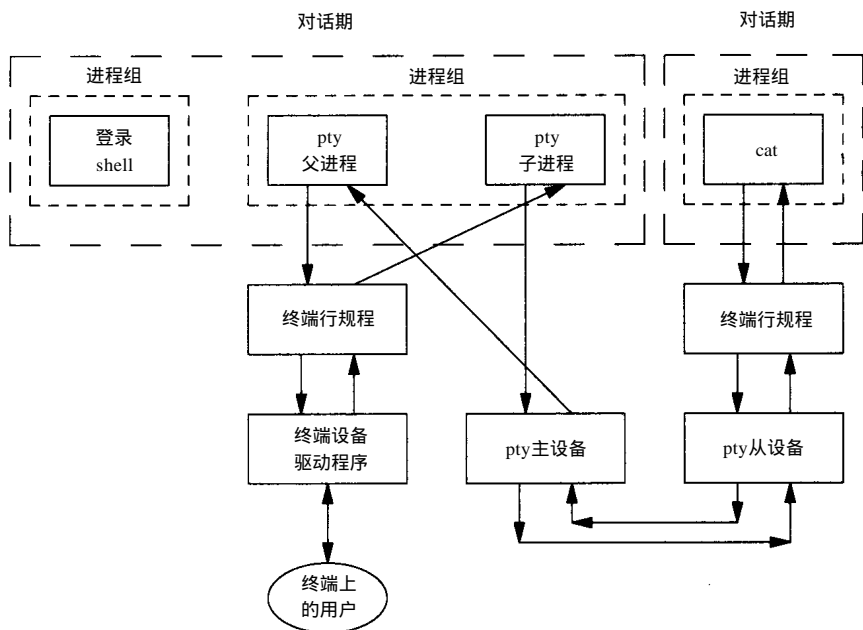 对话期
对话期
进程组
进程组
进程组
登录
shell
pty
父进程
pty
子进程
cat
终端行规程
终端行规程
终端设备
驱动程序
pty主设备
pty从设备
终端上
的用户